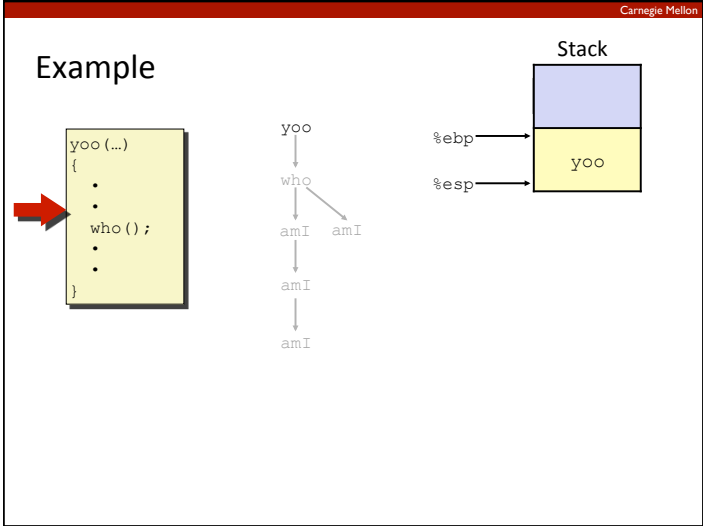 Carnegie Mellon
Example
yoo(…)
{
•
•
who();
•
•
}
yoo
who
amI amI
amI
amI
Stack
%ebp
yoo
%esp